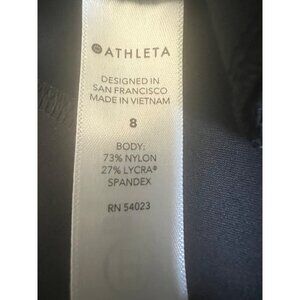 ATHLETA
DESIGNED IN
SAN FRANCISCO
MADE IN VIETNAM
8
BODY:
73% NYLON
27% LYCRA®
SPANDEX
RN 54023